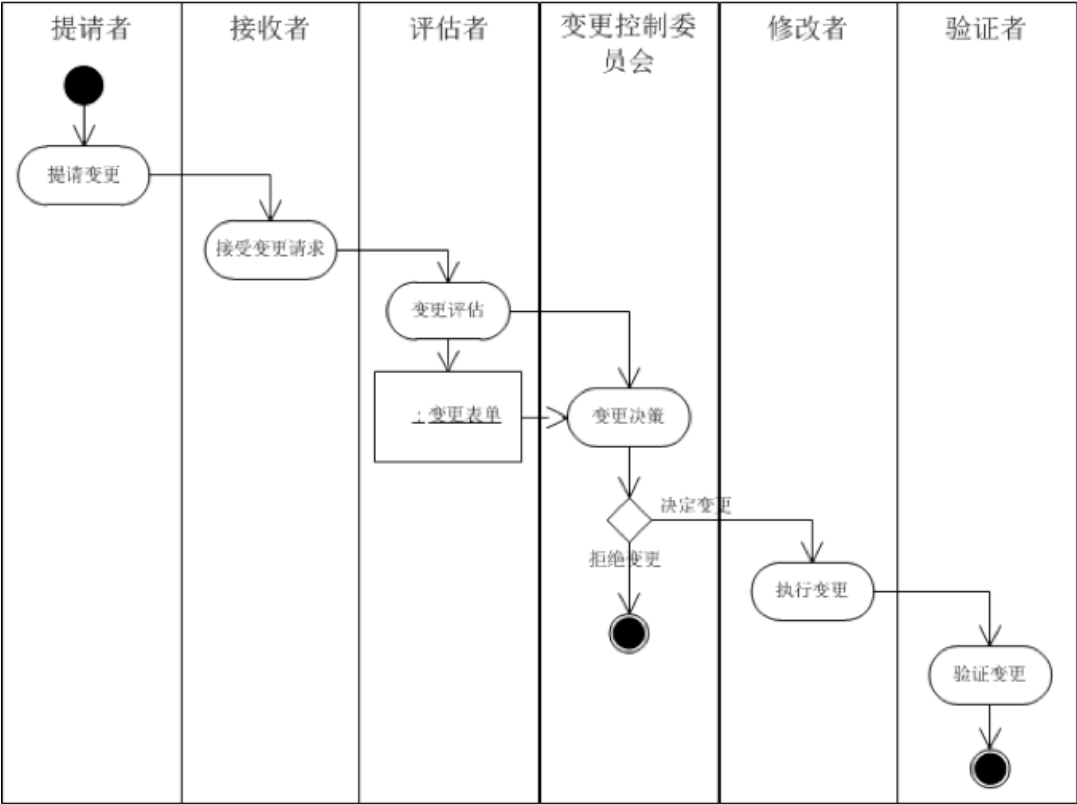 提请者
接收者
评估者
变更控制委
员会
修改者
验证者
提请变更
接受变更请求
变更评估
：变更表单
变更决策
决定变更
拒绝变更
执行变更
验证变更